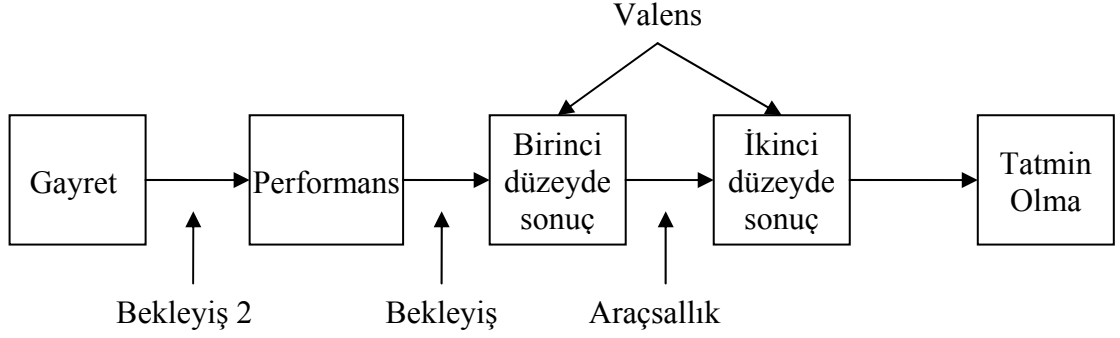 Valens
Gayret
Performans
Birinci
düzeyde
sonuç
İkinci
düzeyde
sonuç
Tatmin
Olma
Bekleyiş 2
Bekleyiş
Araçsallık